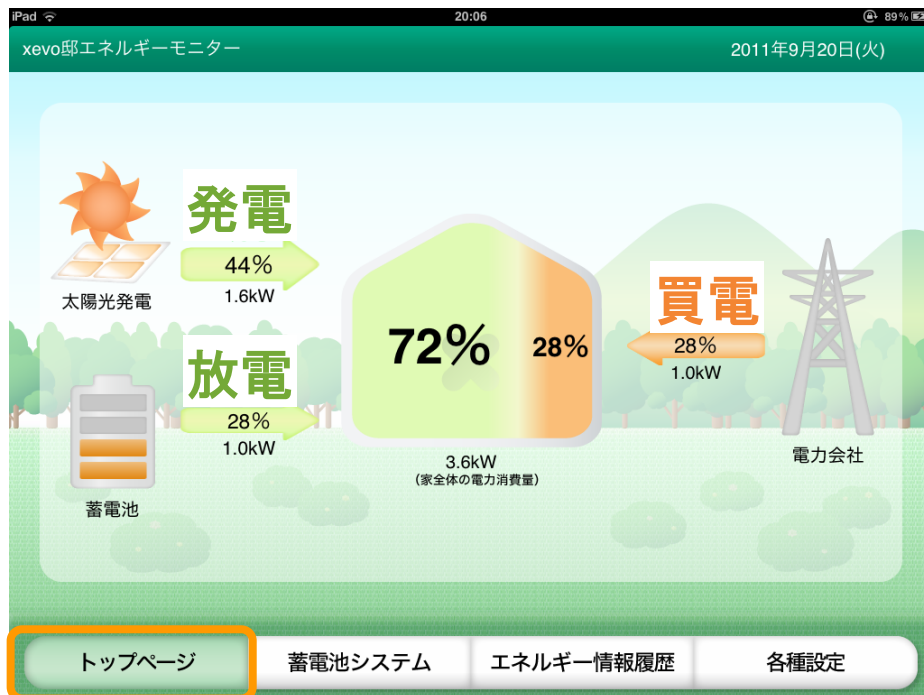 iPad 20:06 89%
xevo邸エネルギーモニター 2011年9月20日(火)
発電
44%
1.6kW
太陽光発電
放電
28%
1.0kW
蓄電池
72% 28%
3.6kW
(家全体の電力消費量)
買電
28%
1.0kW
電力会社
トップページ 蓄電池システム エネルギー情報履歴 各種設定